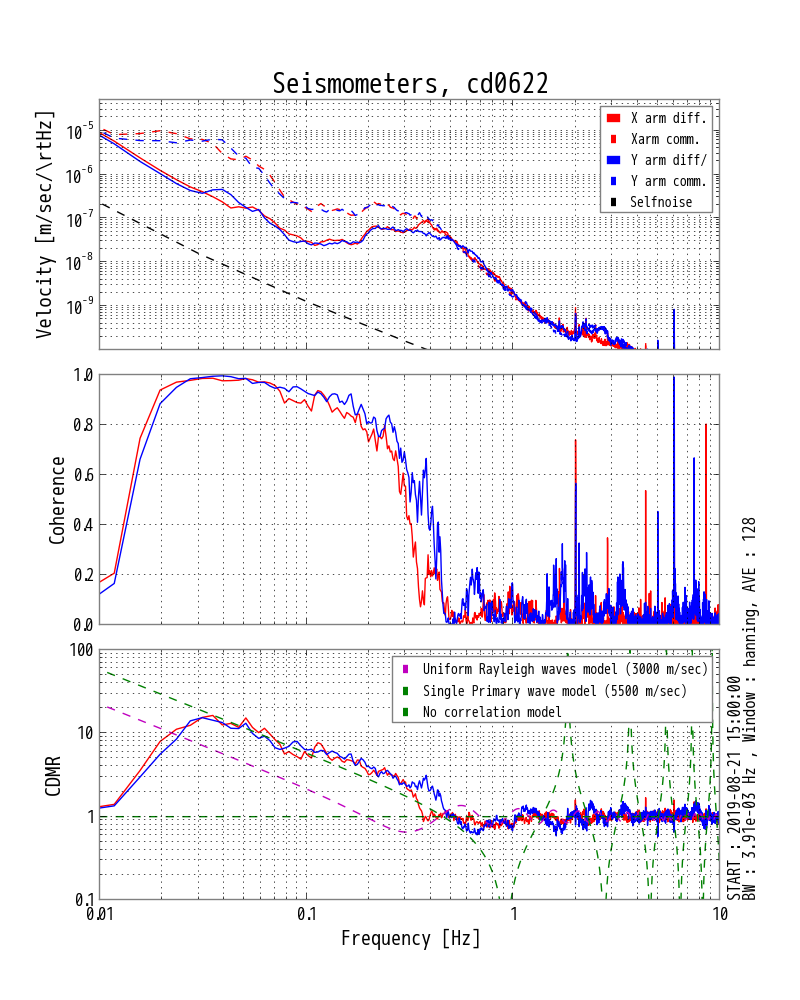 Seismometers, cd0622
Velocity [m/sec/\rtHz]
10^-5
10^-6
10^-7
10^-8
10^-9
X arm diff.
Xarm comm.
Y arm diff/
Y arm comm.
Selfnoise
Coherence
1.0
0.8
0.6
0.4
0.2
0.0
CDMR
100
10
1
0.1
Uniform Rayleigh waves model (3000 m/sec)
Single Primary wave model (5500 m/sec)
No correlation model
0.01
0.1
1
10
Frequency [Hz]
START : 2019-08-21 15:00:00
BW : 3.91e-03 Hz , Window : hanning, AVE : 128